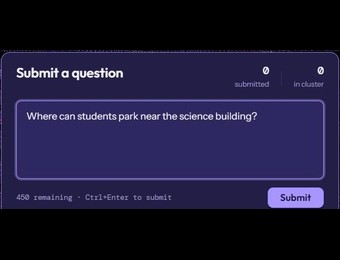 Submit a question
0 0
submitted in cluster
Where can students park near the science building?
450 remaining · Ctrl+Enter to submit
Submit